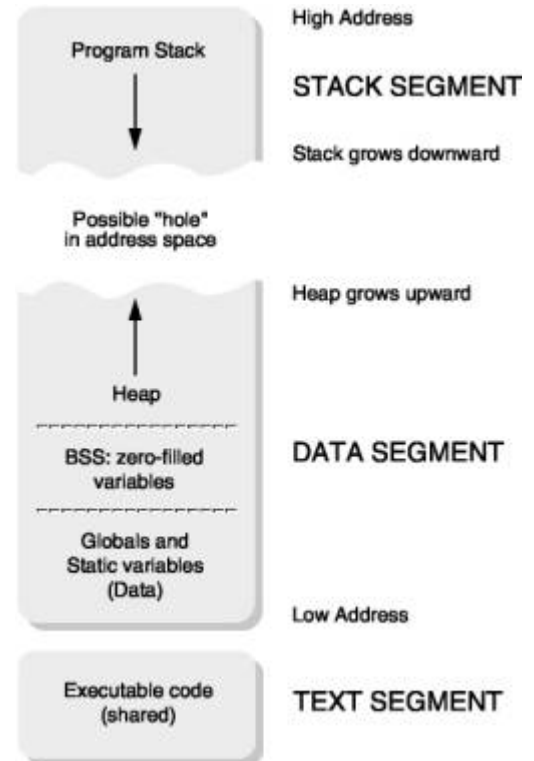 High Address
Program Stack
STACK SEGMENT
Stack grows downward
Possible "hole"
in address space
Heap grows upward
Heap
BSS: zero-filled
variables
DATA SEGMENT
Globals and
Static variables
(Data)
Low Address
Executable code
(shared)
TEXT SEGMENT